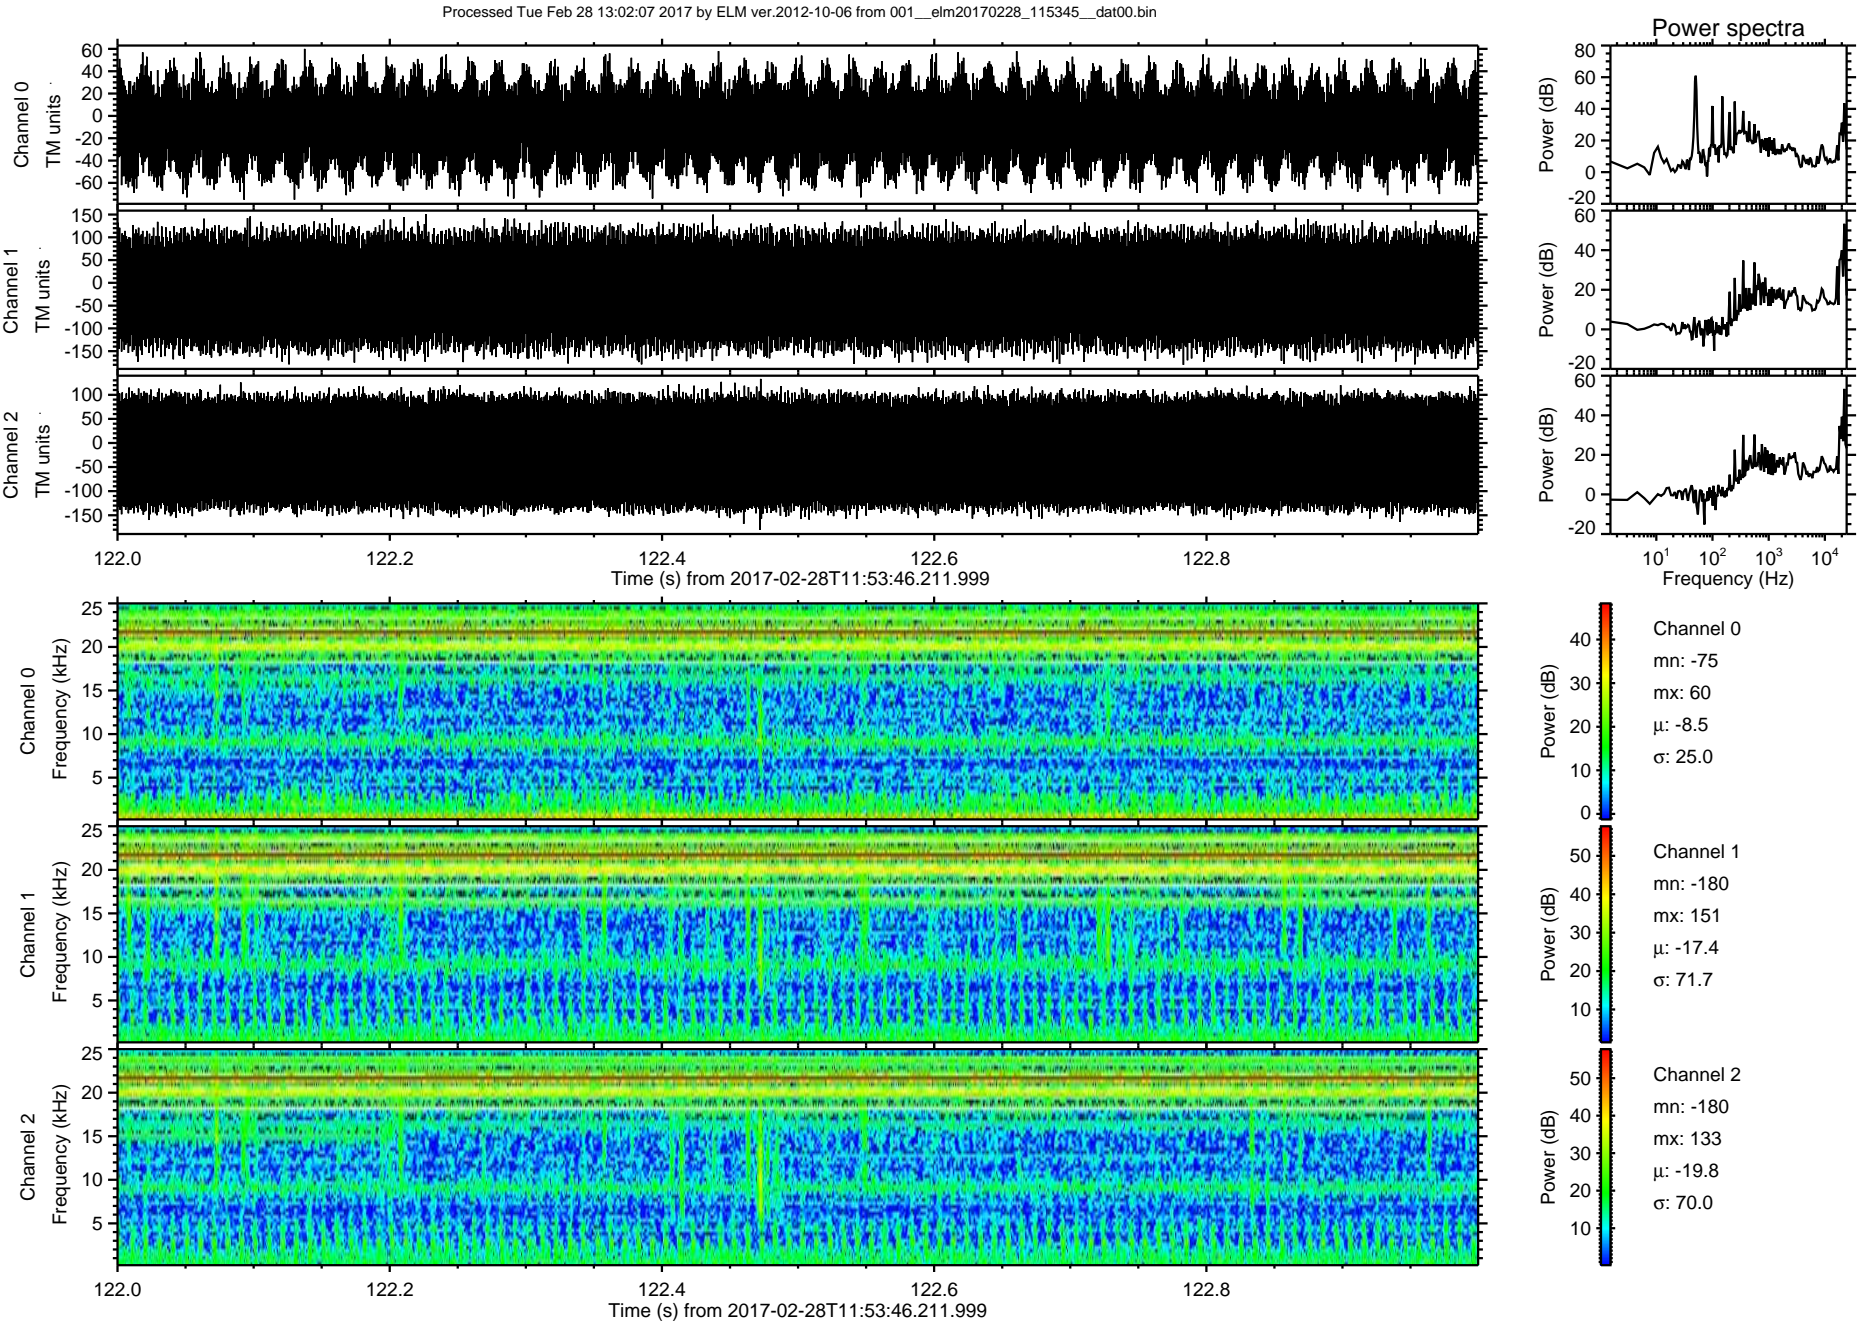 Processed Tue Feb 28 13:02:07 2017 by ELM ver.2012-10-06 from 001__elm20170228_115345__dat00.bin
Power spectra
Channel 0
TM units
60
40
20
0
-20
-40
-60
Power (dB)
80
60
40
20
0
-20
Channel 1
TM units
150
100
50
0
-50
-100
-150
Power (dB)
60
40
20
0
-20
Channel 2
TM units
100
50
0
-50
-100
-150
Power (dB)
60
40
20
0
-20
122.0 122.2 122.4 122.6 122.8
Time (s) from 2017-02-28T11:53:46.211.999
10^1 10^2 10^3 10^4
Frequency (Hz)
Channel 0
Frequency (kHz)
25
20
15
10
5
Power (dB)
40
30
20
10
0
Channel 0
mn: -75
mx: 60
μ: -8.5
σ: 25.0
Channel 1
Frequency (kHz)
25
20
15
10
5
Power (dB)
50
40
30
20
10
Channel 1
mn: -180
mx: 151
μ: -17.4
σ: 71.7
Channel 2
Frequency (kHz)
25
20
15
10
5
Power (dB)
50
40
30
20
10
Channel 2
mn: -180
mx: 133
μ: -19.8
σ: 70.0
122.0 122.2 122.4 122.6 122.8
Time (s) from 2017-02-28T11:53:46.211.999